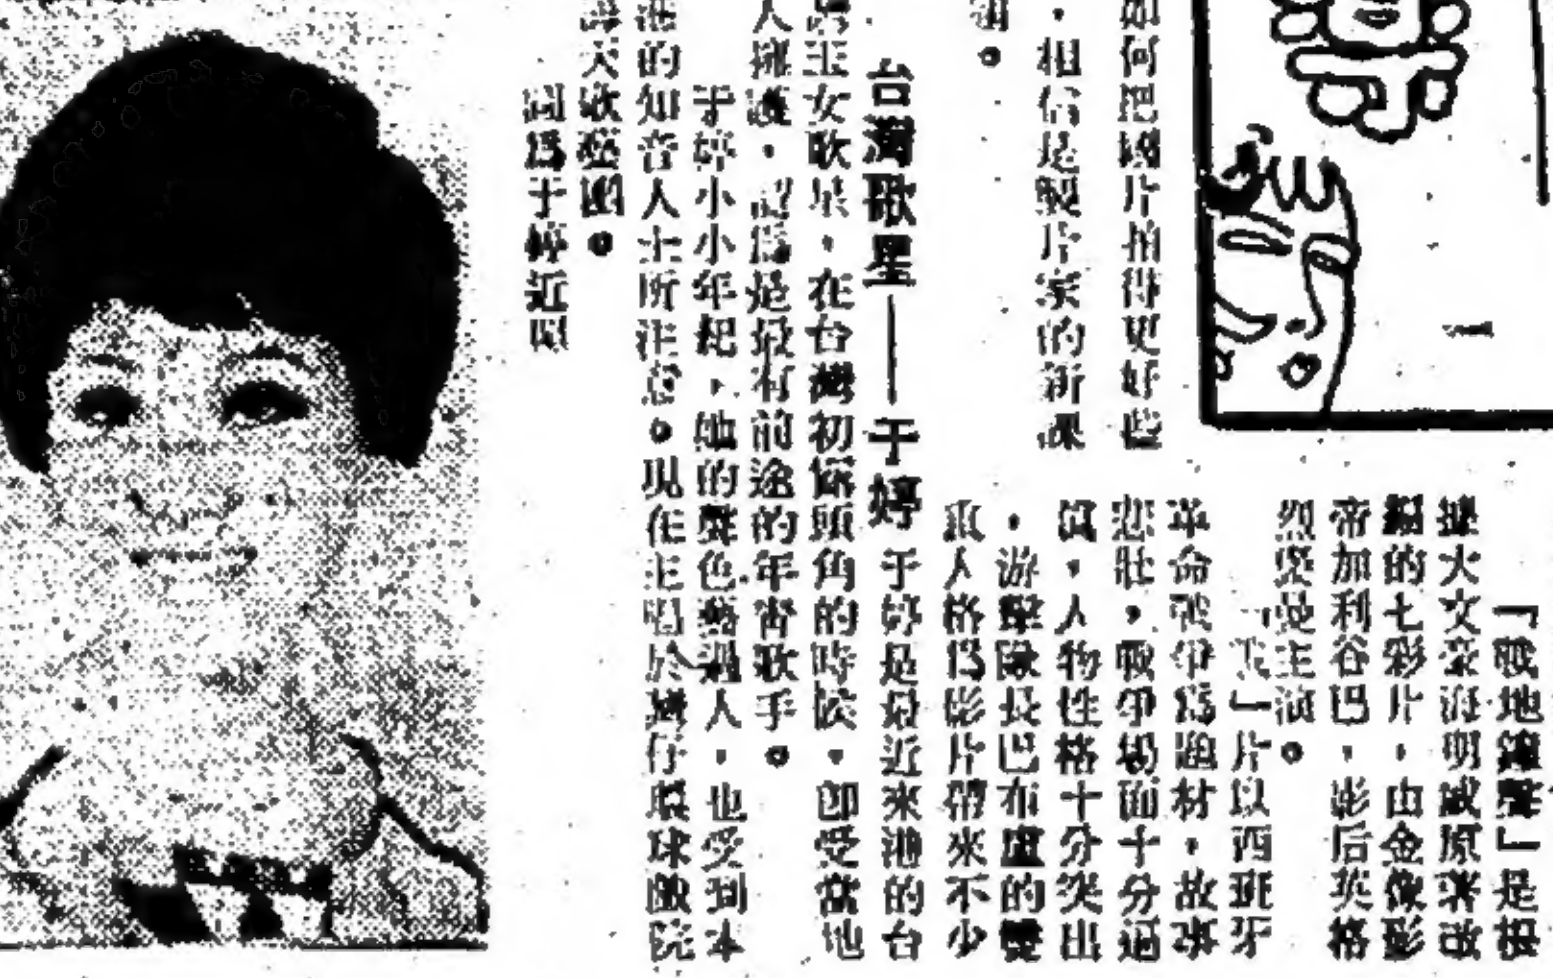 如何把國片拍得更好些
，相信是製片家的新課
「戰地鐘聲」是根
據大文豪海明威原著改
編的七彩片，由金像影
帝加利谷巴，影后英格
烈褒曼主演。
「戰」片以西班牙
革命戰爭爲題材，故事
悲壯，戰爭場面十分逼
眞，人物性格十分突出
，游擊隊長巴布盧的雙
重人格爲影片帶來不少
台灣歌星——于婷
于婷是最近來港的台
灣玉女歌星，在台灣初露頭角的時候，即受當地
人擁護，認爲是最有前途的年靑歌手。
于婷小小年起，她的聲色藝過人，也受到本
港的知音人士所注意。現在主唱於灣仔環球戲院
天歌藝團。
圖爲于婷近照